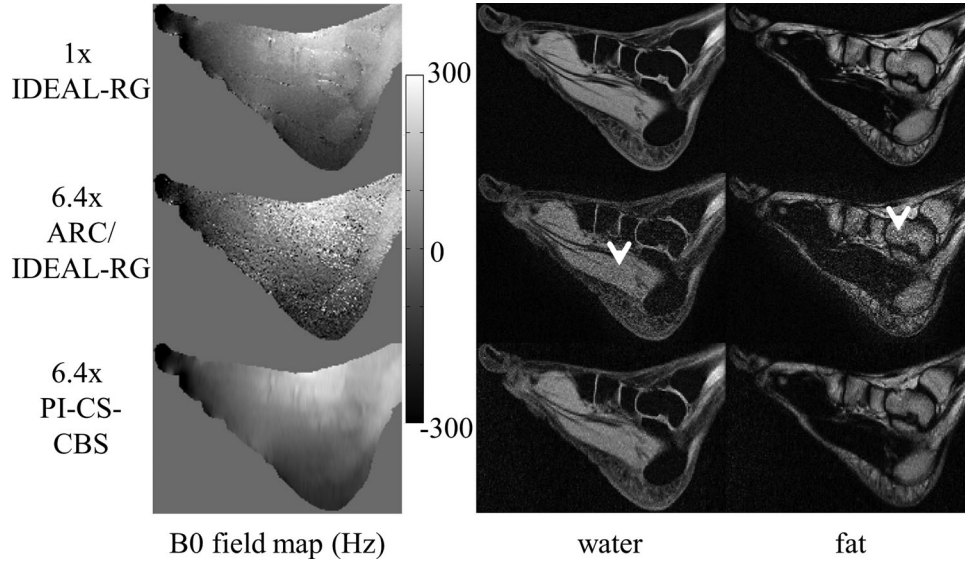 1x
IDEAL-RG
300
6.4x
ARC/
IDEAL-RG
0
6.4x
PI-CS-
CBS
-300
B0 field map (Hz)
water
fat